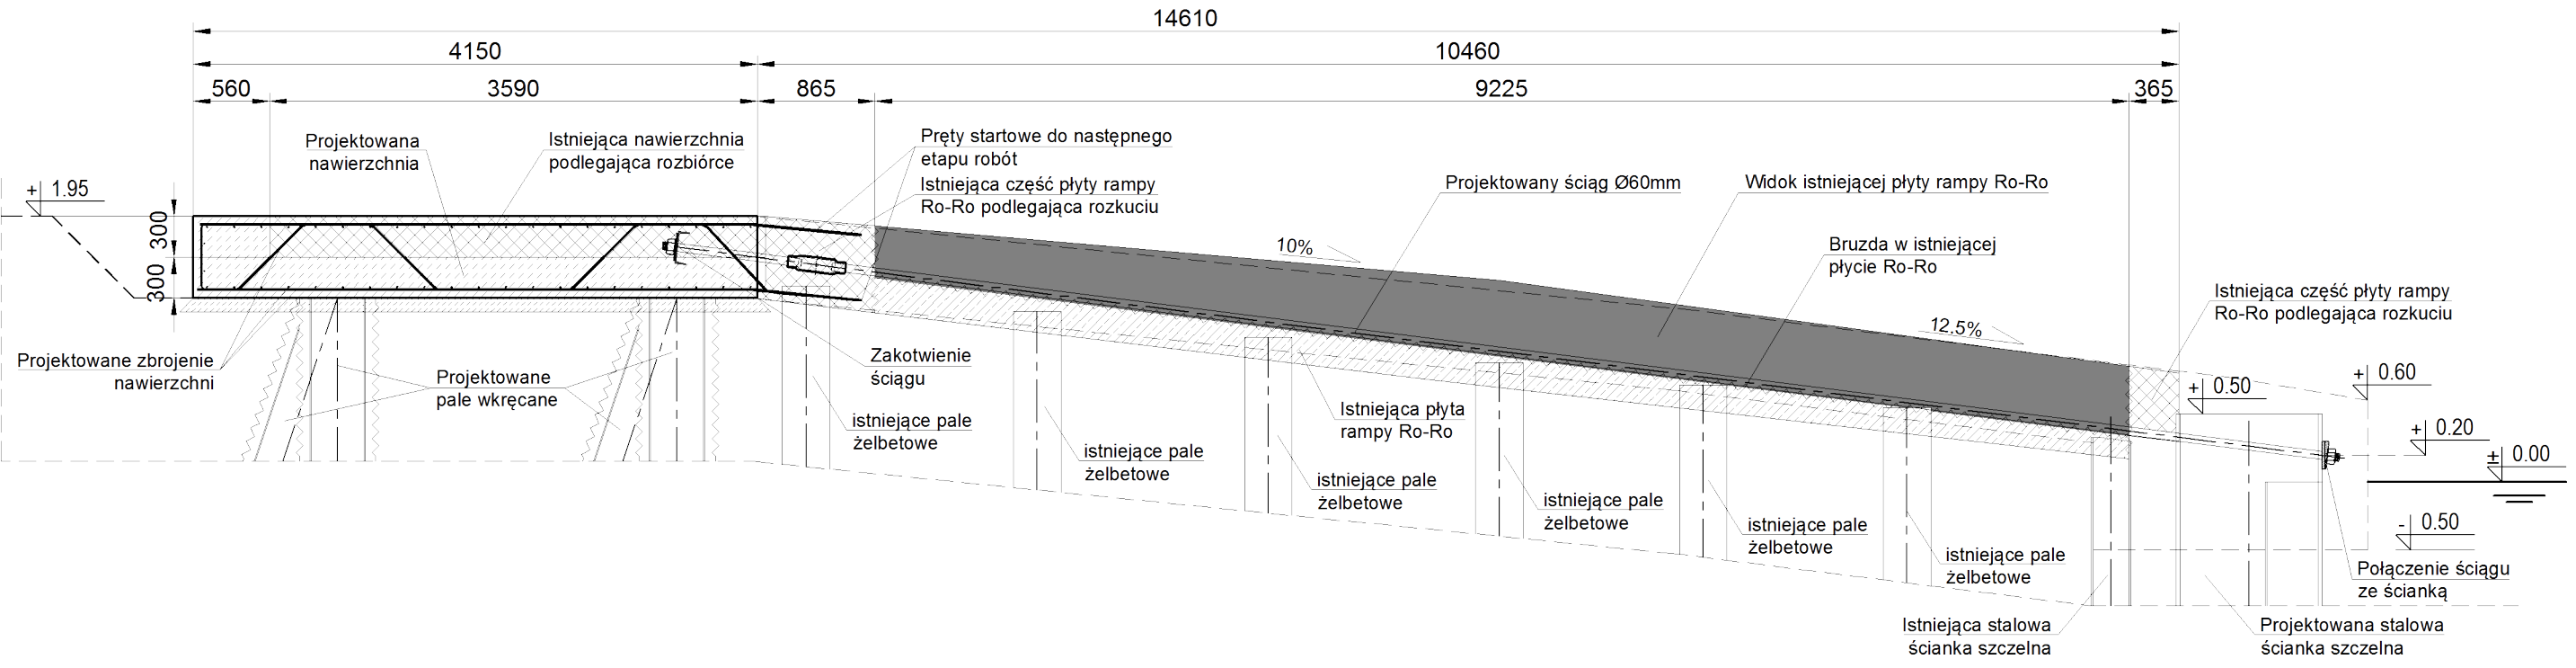 14610
4150
10460
560
3590
865
9225
365
Projektowana
nawierzchnia
Istniejąca nawierzchnia
podlegająca rozbiórce
Pręty startowe do następnego
etapu robót
Istniejąca część płyty rampy
Ro-Ro podlegająca rozkuciu
Projektowany ściąg Ø60mm
Widok istniejącej płyty rampy Ro-Ro
+ 1.95
300
300
10%
Bruzda w istniejącej
płycie Ro-Ro
Istniejąca część płyty rampy
Ro-Ro podlegająca rozkuciu
12.5%
Projektowane zbrojenie
nawierzchni
Projektowane
pale wkręcane
Zakotwienie
ściągu
+ 0.60
+ 0.50
+ 0.20
± 0.00
- 0.50
Istniejąca płyta
rampy Ro-Ro
istniejące pale
żelbetowe
istniejące pale
żelbetowe
istniejące pale
żelbetowe
istniejące pale
żelbetowe
istniejące pale
żelbetowe
istniejące pale
żelbetowe
Połączenie ściągu
ze ścianką
Istniejąca stalowa
ścianka szczelna
Projektowana stalowa
ścianka szczelna